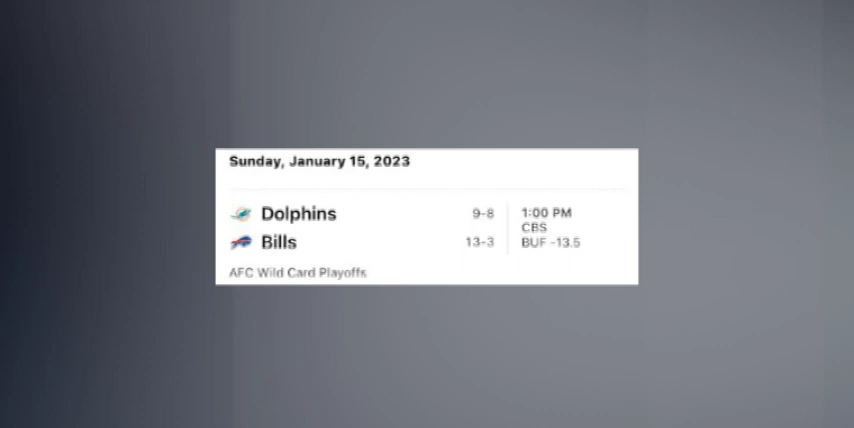 Sunday, January 15, 2023
Dolphins 9-8
Bills 13-3
1:00 PM
CBS
BUF -13.5
AFC Wild Card Playoffs